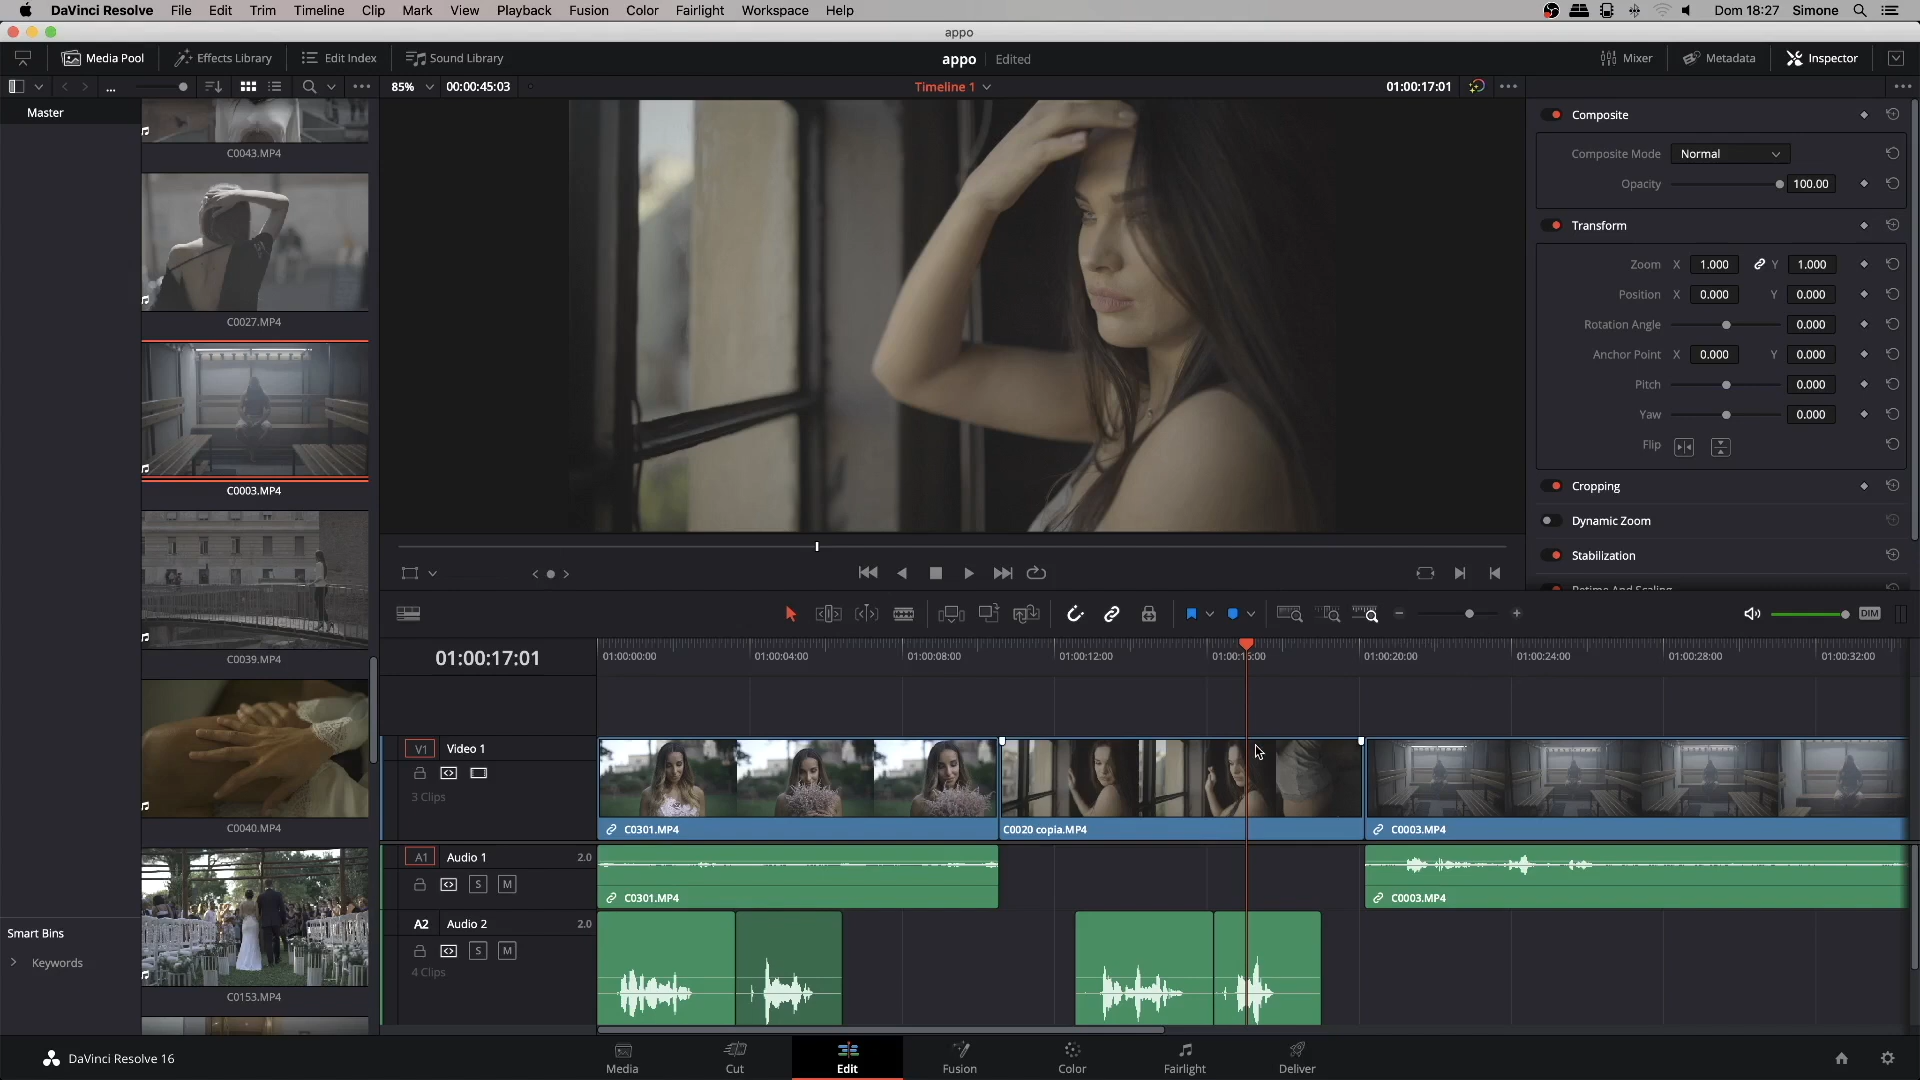 DaVinci Resolve File Edit Trim Timeline Clip Mark View Playback Fusion Color Fairlight Workspace Help Dom 18:27 Simone
appo
Media Pool Effects Library Edit Index Sound Library appo Edited Mixer Metadata Inspector
... 85% 00:00:45:03 Timeline 1 01:00:17:01
Master
C0043.MP4
C0027.MP4
C0003.MP4
C0039.MP4
C0040.MP4
C0153.MP4
Smart Bins
Keywords
Composite
Composite Mode Normal
Opacity 100.00
Transform
Zoom X 1.000 Y 1.000
Position X 0.000 Y 0.000
Rotation Angle 0.000
Anchor Point X 0.000 Y 0.000
Pitch 0.000
Yaw 0.000
Flip
Cropping
Dynamic Zoom
Stabilization
Retime And Scaling
DIM
01:00:17:01 01:00:00:00 01:00:04:00 01:00:08:00 01:00:12:00 01:00:16:00 01:00:20:00 01:00:24:00 01:00:28:00 01:00:32:00
V1 Video 1
3 Clips
C0301.MP4 C0020 copia.MP4 C0003.MP4
A1 Audio 1 2.0
S M
C0301.MP4 C0003.MP4
A2 Audio 2 2.0
S M
4 Clips
DaVinci Resolve 16 Media Cut Edit Fusion Color Fairlight Deliver